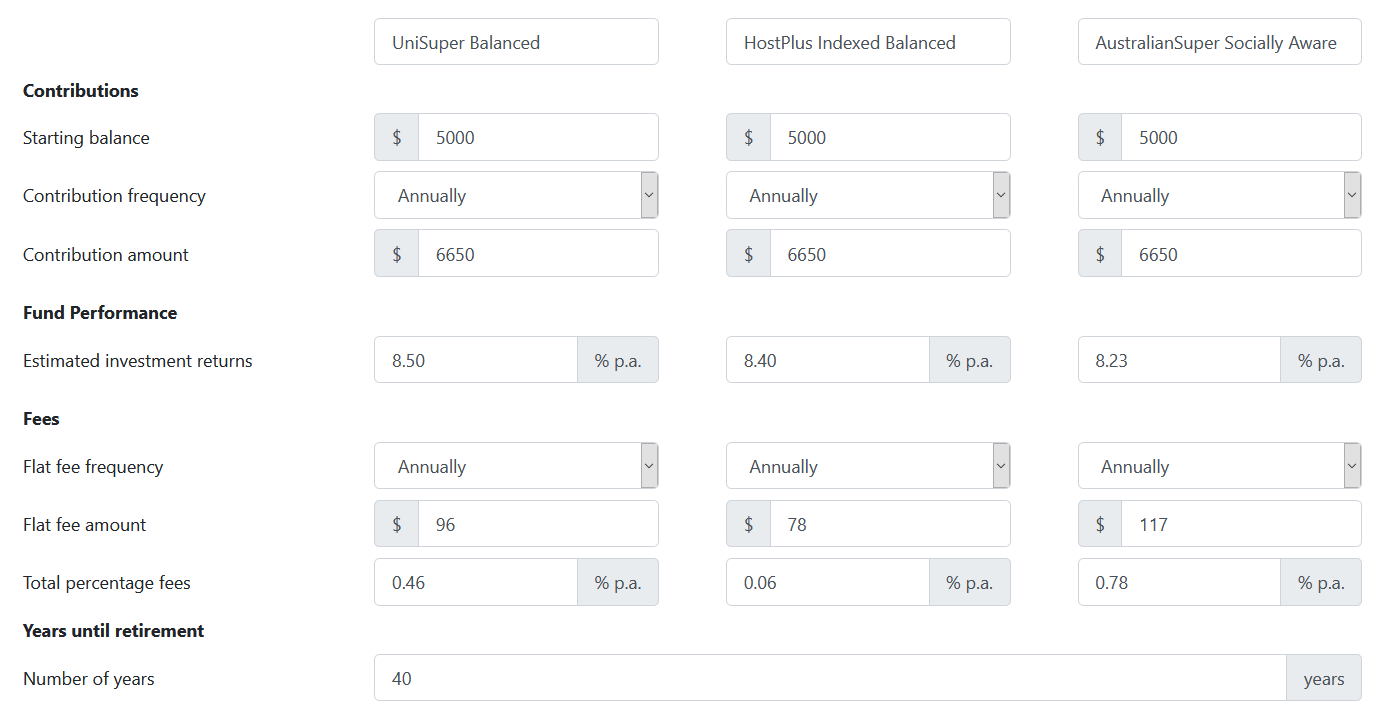 UniSuper Balanced HostPlus Indexed Balanced AustralianSuper Socially Aware
Contributions
Starting balance $ 5000 $ 5000 $ 5000
Contribution frequency Annually Annually Annually
Contribution amount $ 6650 $ 6650 $ 6650
Fund Performance
Estimated investment returns 8.50 % p.a. 8.40 % p.a. 8.23 % p.a.
Fees
Flat fee frequency Annually Annually Annually
Flat fee amount $ 96 $ 78 $ 117
Total percentage fees 0.46 % p.a. 0.06 % p.a. 0.78 % p.a.
Years until retirement
Number of years 40 years